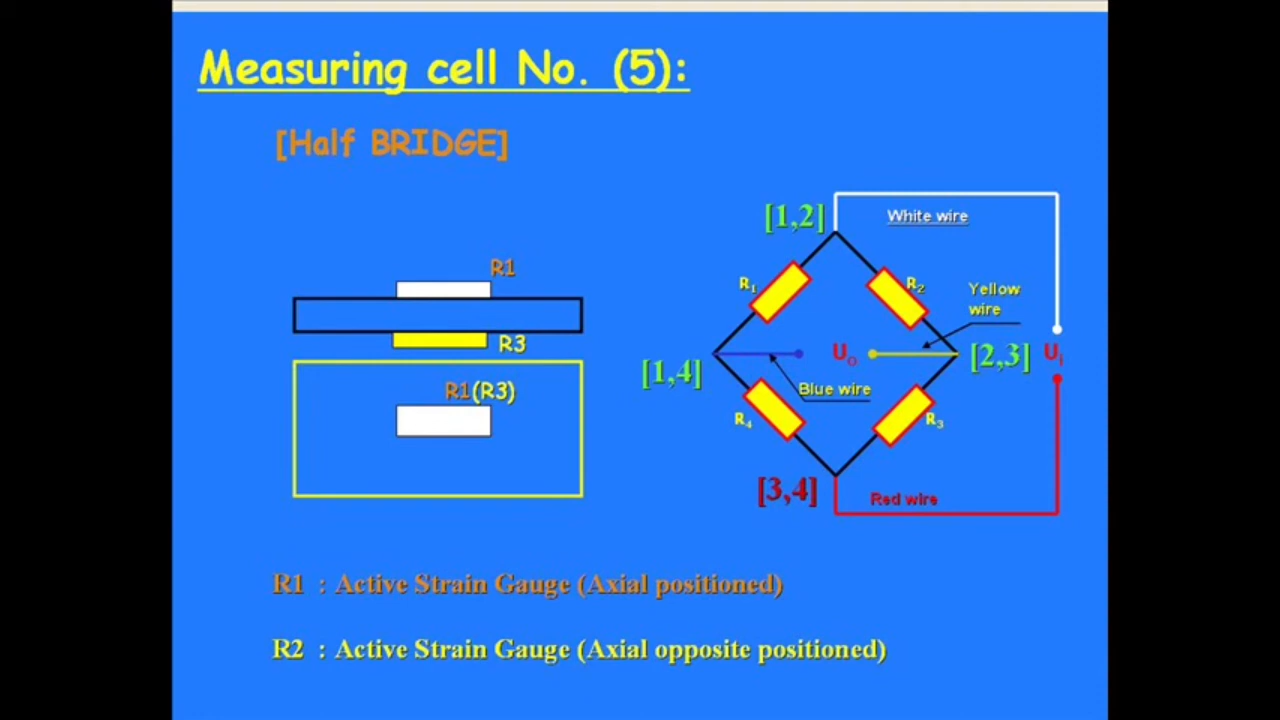 Measuring cell No. (5):
[Half BRIDGE]
[1,2]
White wire
R1
R1
R2
Yellow
wire
R3
[1,4]
Uo
[2,3]
Ui
R1(R3)
Blue wire
R4
R3
[3,4]
Red wire
R1 : Active Strain Gauge (Axial positioned)
R2 : Active Strain Gauge (Axial opposite positioned)